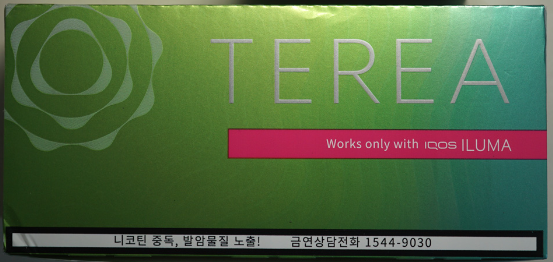 TEREA
Works only with IQOS ILUMA
니코틴 중독, 발암물질 노출! 금연상담전화 1544-9030